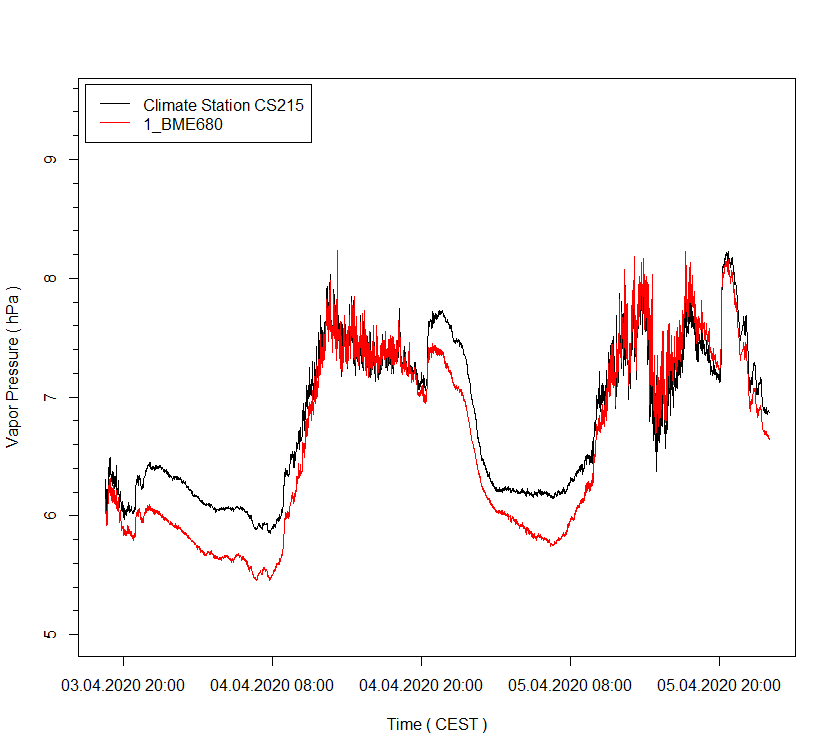 Climate Station CS215
1_BME680
Vapor Pressure ( hPa )
9
8
7
6
5
03.04.2020 20:00
04.04.2020 08:00
04.04.2020 20:00
05.04.2020 08:00
05.04.2020 20:00
Time ( CEST )